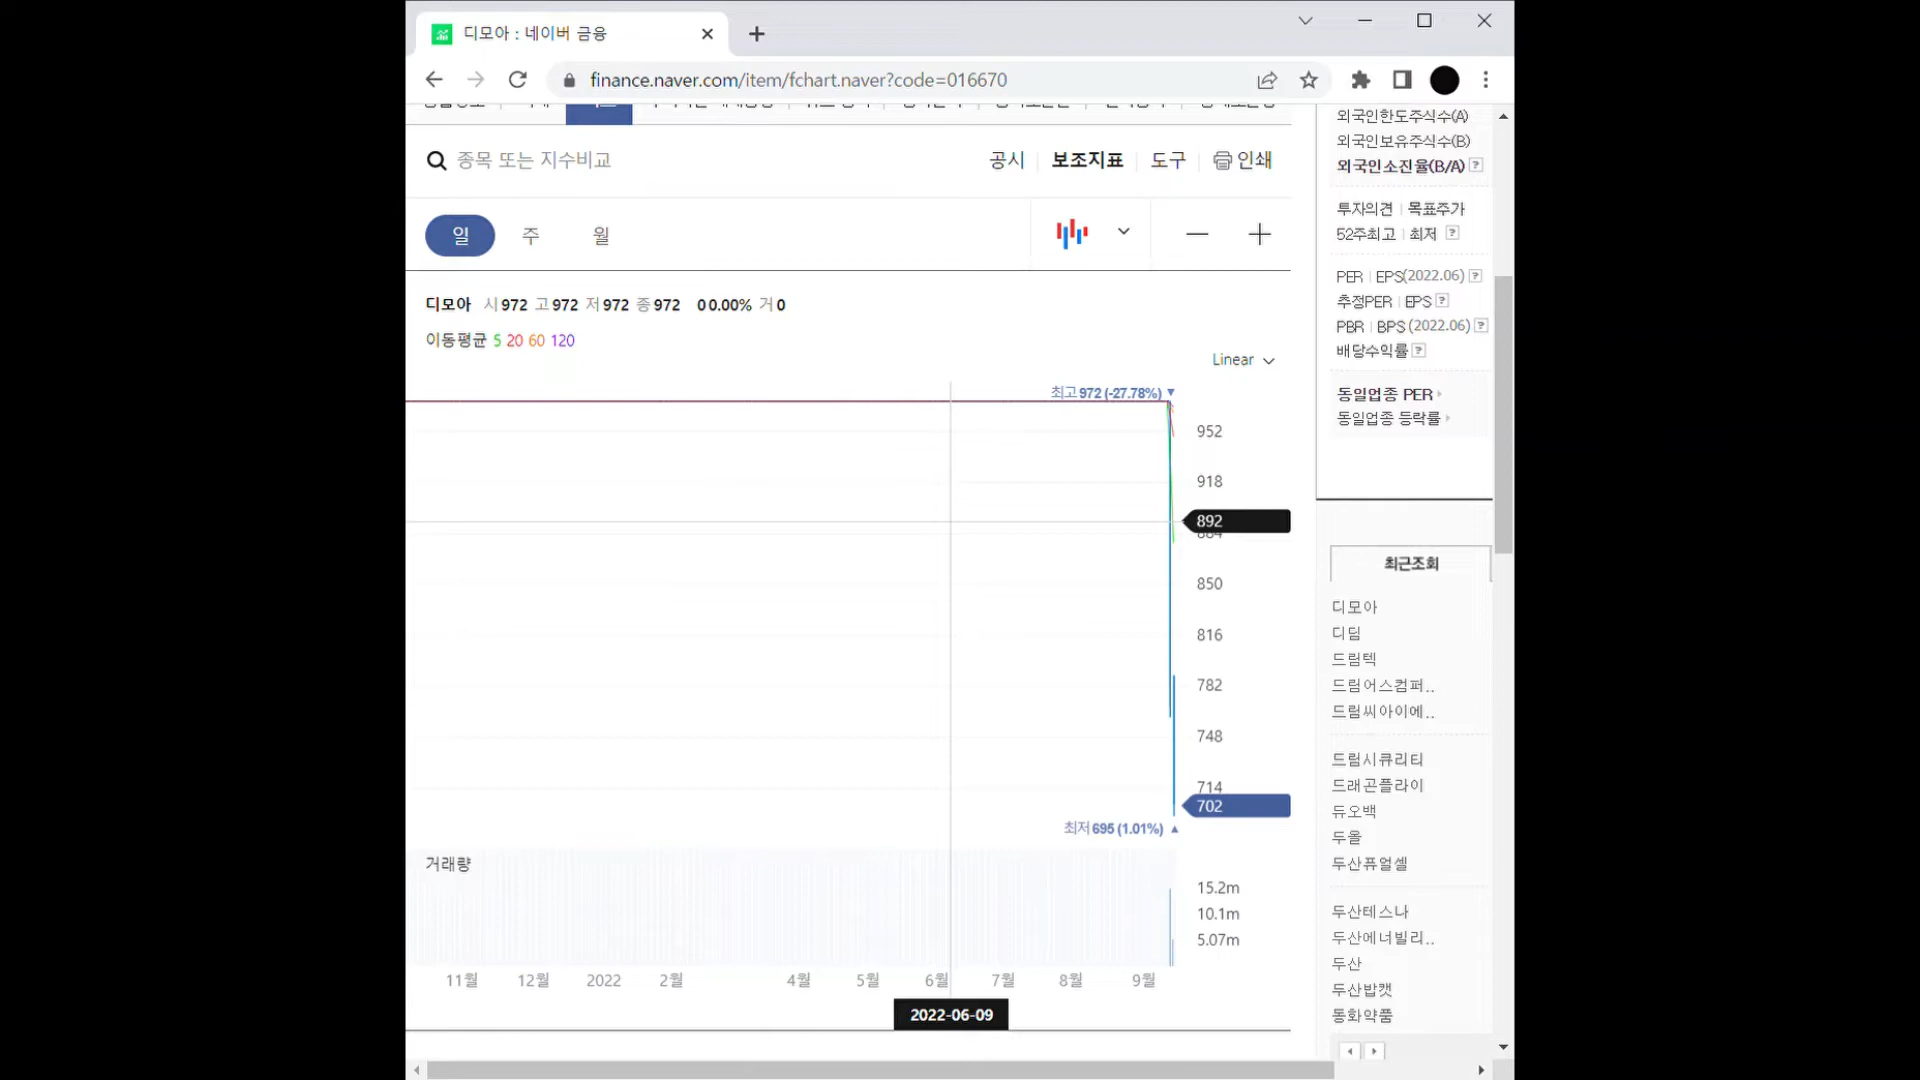 디모아 : 네이버 금융
finance.naver.com/item/fchart.naver?code=016670
종목 또는 지수비교
공시 보조지표 도구 인쇄
일 주 월
디모아 시 972 고 972 저 972 종 972 0 0.00% 거 0
이동평균 5 20 60 120
Linear
최고 972 (-27.78%)
952
918
892
884
850
816
782
748
714
702
최저 695 (1.01%)
거래량
15.2m
10.1m
5.07m
11월 12월 2022 2월 4월 5월 6월 7월 8월 9월
2022-06-09
외국인한도주식수(A)
외국인보유주식수(B)
외국인소진율(B/A) ?
투자의견 | 목표주가
52주최고 | 최저 ?
PER | EPS(2022.06) ?
추정PER | EPS ?
PBR | BPS (2022.06) ?
배당수익률 ?
동일업종 PER
동일업종 등락률
최근조회
디모아
디딤
드림텍
드림어스컴퍼..
드림씨아이에..
드림시큐리티
드래곤플라이
듀오백
두올
두산퓨얼셀
두산테스나
두산에너빌리..
두산
두산밥캣
동화약품